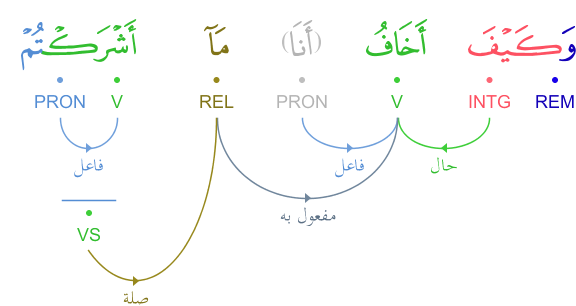 وَكَيْفَ أَخَافُ (أَنَا) مَآ أَشْرَكْتُمْ
REM INTG V PRON REL V PRON
حال فاعل فاعل
مفعول به
VS
صلة